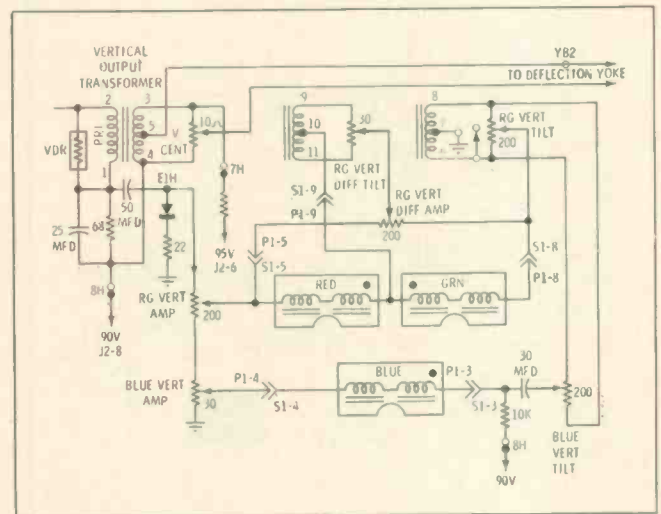 VERTICAL
OUTPUT
TRANSFORMER
YB2
TO DEFLECTION YOKE
2
3
9
8
PRI
5
10
V
CENT
10
30
RG VERT
TILT
200
VDR
4
11
1
RG VERT
DIFF TILT
50
MFD
E1H
7H
S1-9
P1-9
RG VERT
DIFF AMP
25
MFD
68
22
P1-5
S1-5
200
S1-8
P1-8
95V
J2-6
8H
RG VERT
AMP
200
RED
GRN
90V
J2-8
BLUE
30
MFD
BLUE VERT
AMP
30
P1-4
S1-4
P1-3
S1-3
200
10K
BLUE
VERT
TILT
8H
90V